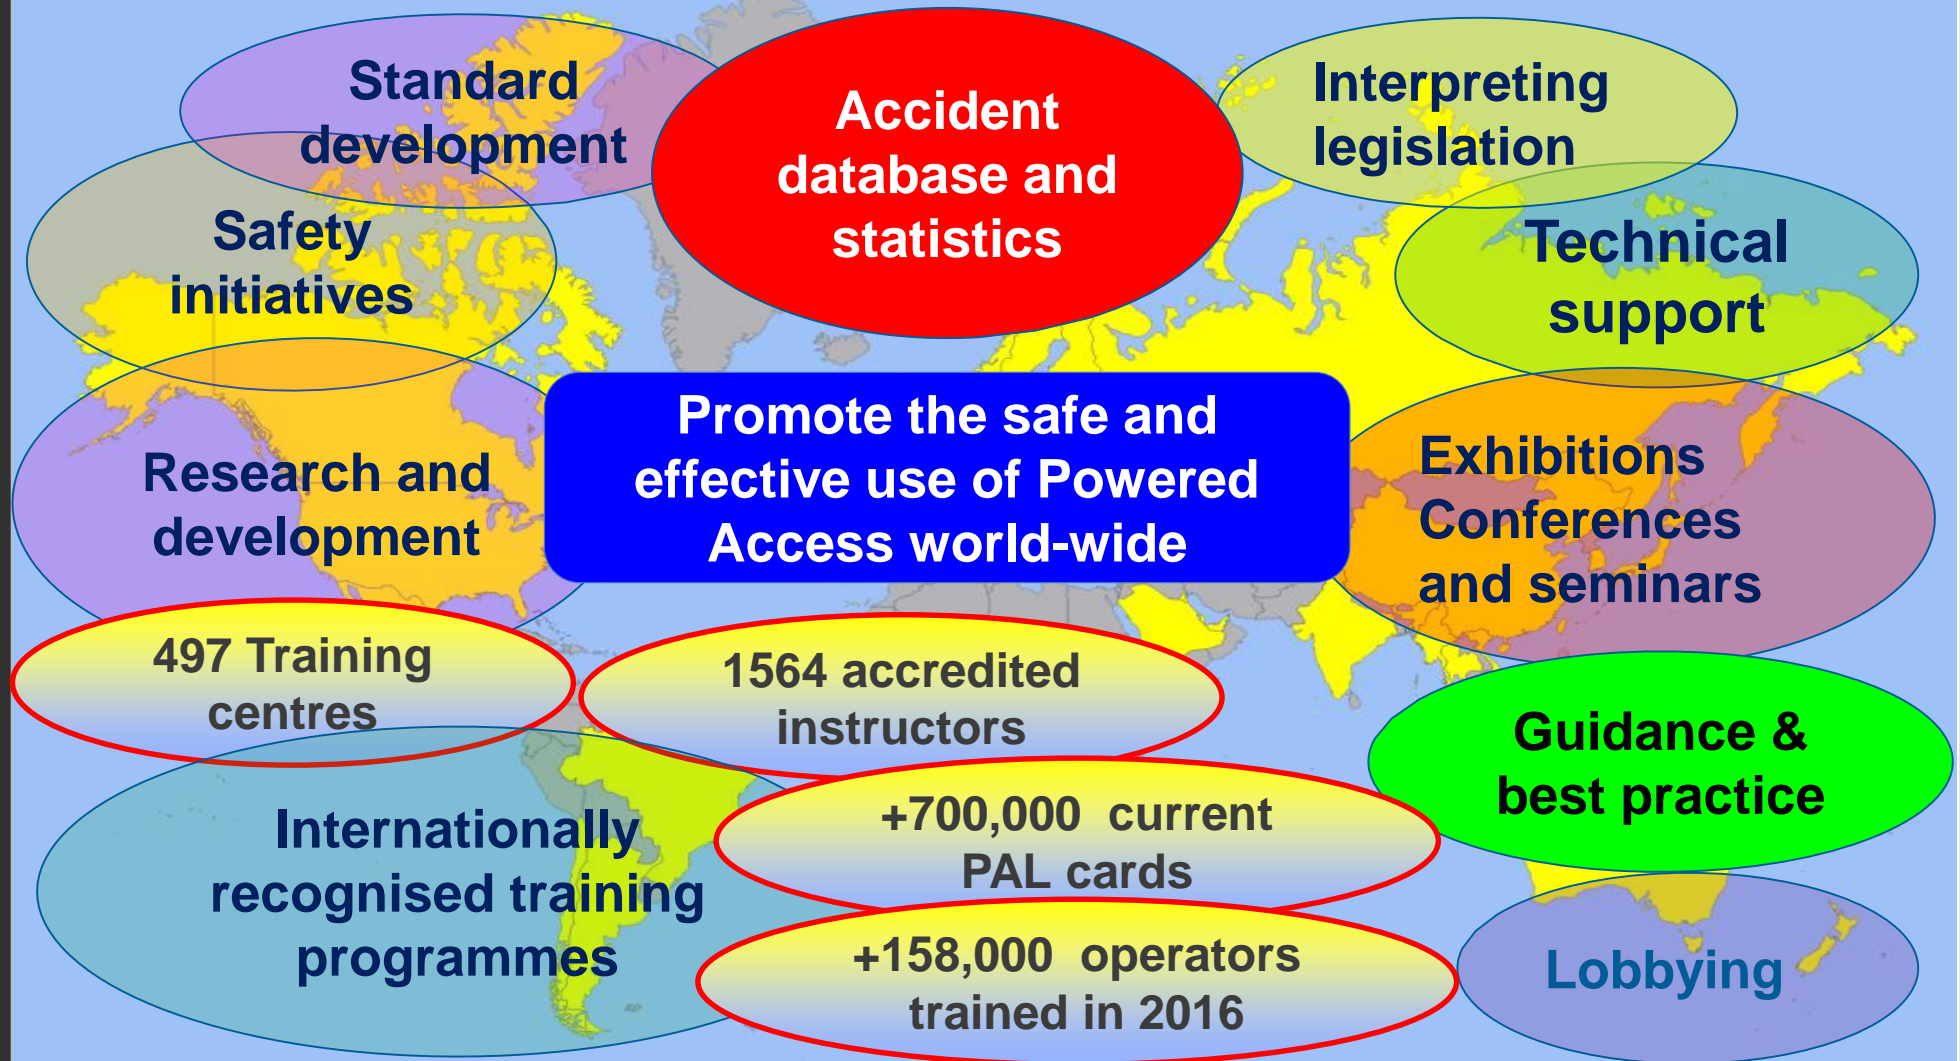 Standard
development
Accident
database and
statistics
Interpreting
legislation
Safety
initiatives
Technical
support
Promote the safe and
effective use of Powered
Access world-wide
Research and
development
Exhibitions
Conferences
and seminars
497 Training
centres
1564 accredited
instructors
Guidance &
best practice
Internationally
recognised training
programmes
+700,000 current
PAL cards
+158,000 operators
trained in 2016
Lobbying